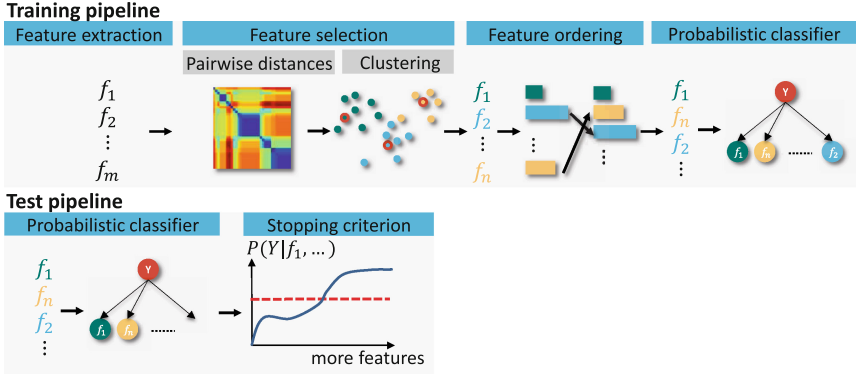 Training pipeline
Feature extraction
Feature selection
Feature ordering
Probabilistic classifier
Pairwise distances
Clustering
f1
f2
⋮
fm
f1
f2
⋮
fn
⋮
⋮
f1
fn
f2
⋮
Y
f1
fn
f2
Test pipeline
Probabilistic classifier
Stopping criterion
f1
fn
f2
⋮
Y
f1
fn
P(Y|f1, …)
more features